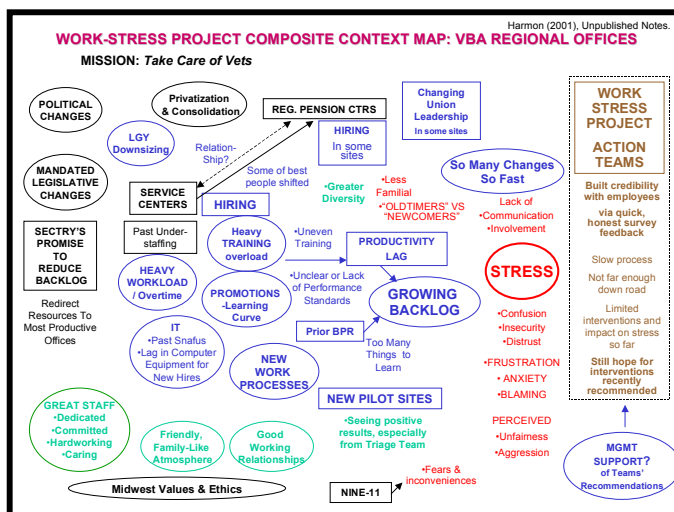 Harmon (2001), Unpublished Notes.
WORK-STRESS PROJECT COMPOSITE CONTEXT MAP: VBA REGIONAL OFFICES
MISSION: Take Care of Vets
POLITICAL
CHANGES
Privatization
& Consolidation
LGY
Downsizing
MANDATED
LEGISLATIVE
CHANGES
SECTRY'S
PROMISE
TO
REDUCE
BACKLOG
Redirect
Resources To
Most Productive
Offices
REG. PENSION CTRS
Relation-
Ship?
Some of best
people shifted
SERVICE
CENTERS
Past Under-
staffing
HEAVY
WORKLOAD
/ Overtime
IT
•Past Snafus
•Lag in Computer
Equipment for
New Hires
HIRING
In some
sites
HIRING
Heavy
TRAINING
overload
PROMOTIONS
-Learning
Curve
NEW
WORK
PROCESSES
•Greater
Diversity
•Less
Familial
•"OLDTIMERS" VS
"NEWCOMERS"
•Uneven
Training
•Unclear or Lack
of Performance
Standards
PRODUCTIVITY
LAG
GROWING
BACKLOG
Prior BPR
Too Many
Things to
Learn
NEW PILOT SITES
•Seeing positive
results, especially
from Triage Team
Changing
Union
Leadership
In some sites
So Many Changes
So Fast
Lack of
•Communication
•Involvement
STRESS
•Confusion
•Insecurity
•Distrust
•FRUSTRATION
•ANXIETY
•BLAMING
PERCEIVED
•Unfairness
•Aggression
GREAT STAFF
•Dedicated
•Committed
•Hardworking
•Caring
Friendly,
Family-Like
Atmosphere
Good
Working
Relationships
Midwest Values & Ethics
NINE-11
•Fears &
inconveniences
WORK
STRESS
PROJECT
ACTION
TEAMS
Built credibility
with employees
via quick,
honest survey
feedback
Slow process
Not far enough
down road
Limited
interventions and
impact on stress
so far
Still hope for
interventions
recently
recommended
MGMT
SUPPORT?
of Teams'
Recommendations